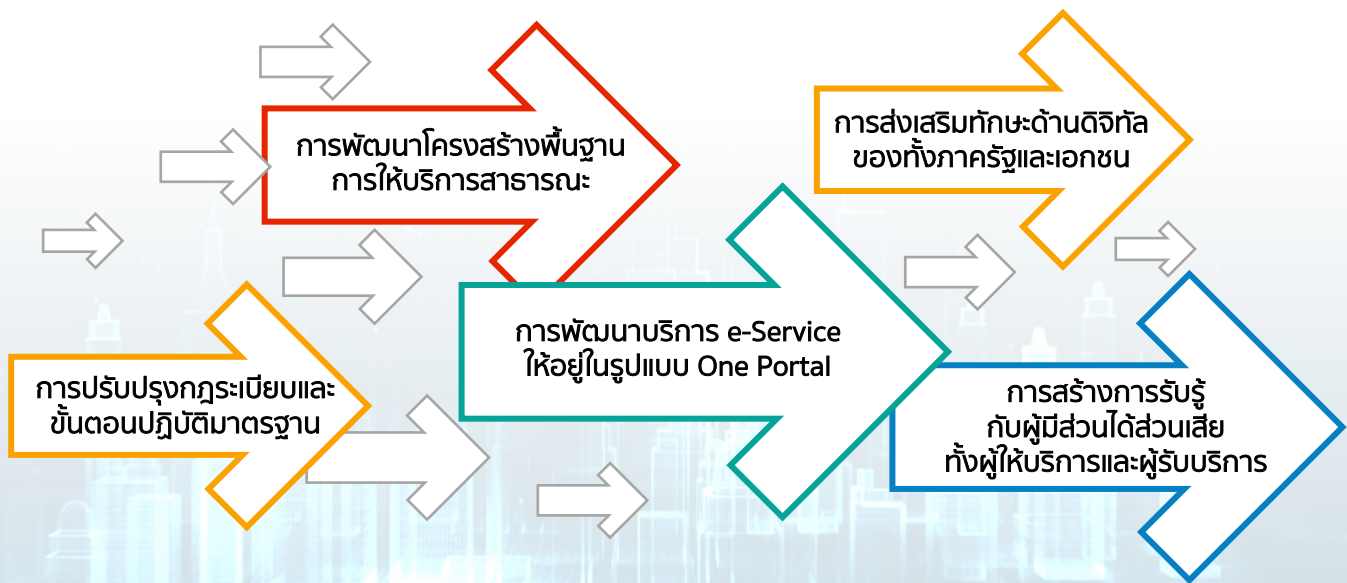 การพัฒนาโครงสร้างพื้นฐาน
การให้บริการสาธารณะ
การส่งเสริมทักษะด้านดิจิทัล
ของทั้งภาครัฐและเอกชน
การปรับปรุงกฎระเบียบและ
ขั้นตอนปฏิบัติมาตรฐาน
การพัฒนาบริการ e-Service
ให้อยู่ในรูปแบบ One Portal
การสร้างการรับรู้
กับผู้มีส่วนได้ส่วนเสีย
ทั้งผู้ให้บริการและผู้รับบริการ